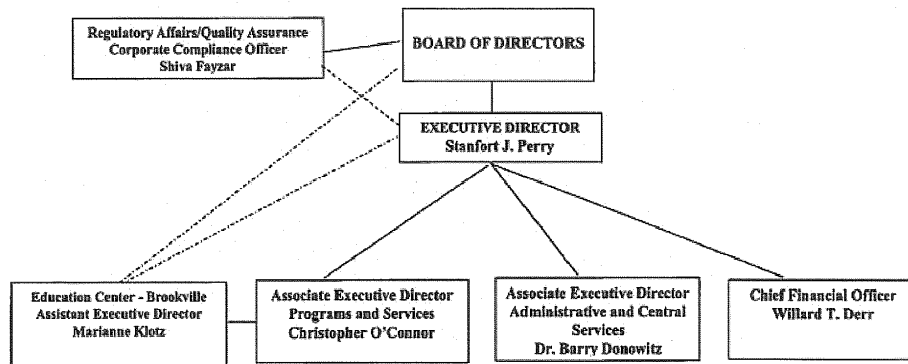 Regulatory Affairs/Quality Assurance
Corporate Compliance Officer
Shiva Fayzar
BOARD OF DIRECTORS
EXECUTIVE DIRECTOR
Stanfort J. Perry
Education Center - Brookville
Assistant Executive Director
Marianne Klotz
Associate Executive Director
Programs and Services
Christopher O'Connor
Associate Executive Director
Administrative and Central
Services
Dr. Barry Donowitz
Chief Financial Officer
Willard T. Derr